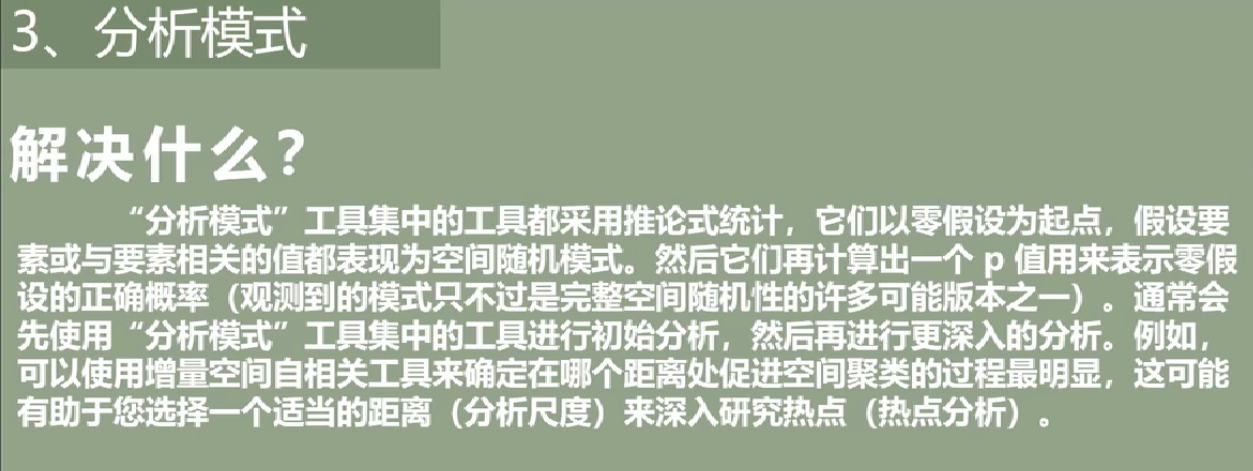 3、分析模式
解决什么？
“分析模式”工具集中的工具都采用推论式统计，它们以零假设为起点，假设要
素或与要素相关的值都表现为空间随机模式。然后它们再计算出一个 p 值用来表示零假
设的正确概率（观测到的模式只不过是完整空间随机性的许多可能版本之一）。通常会
先使用“分析模式”工具集中的工具进行初始分析，然后再进行更深入的分析。例如，
可以使用增量空间自相关工具来确定在哪个距离处促进空间聚类的过程最明显，这可能
有助于您选择一个适当的距离（分析尺度）来深入研究热点（热点分析）。